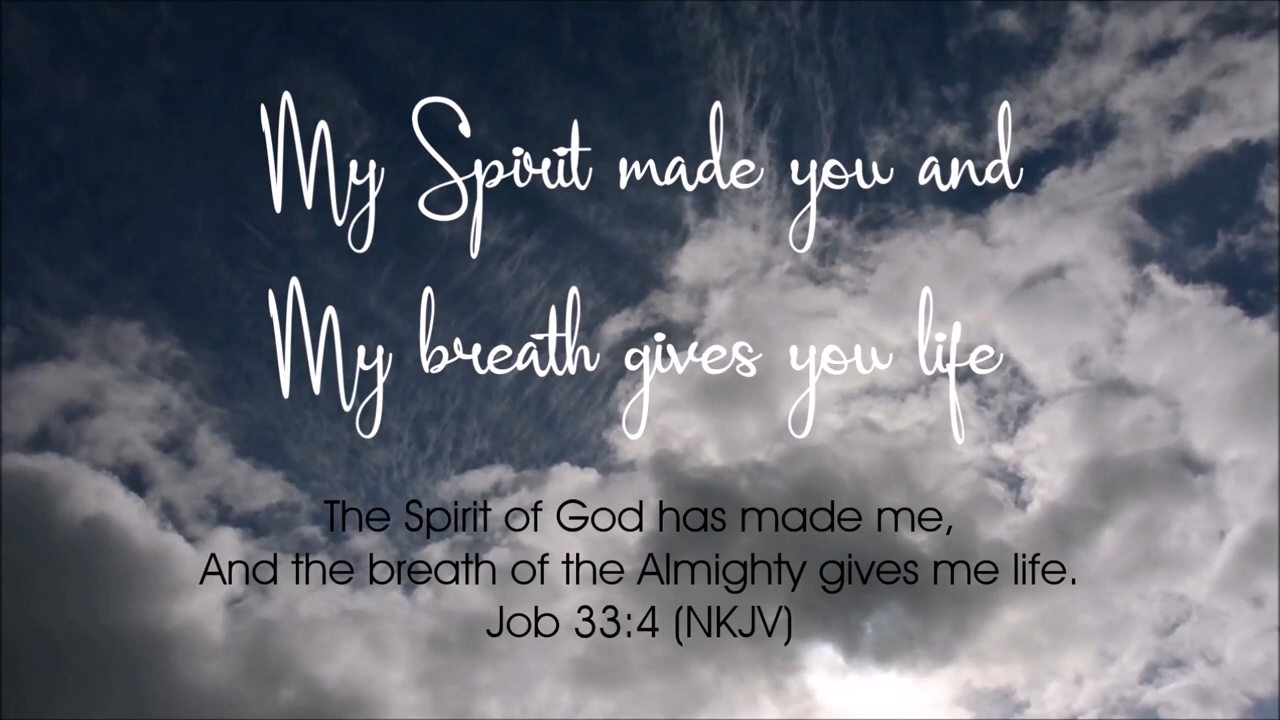 My Spirit made you and
My breath gives you life
The Spirit of God has made me,
And the breath of the Almighty gives me life.
Job 33:4 (NKJV)